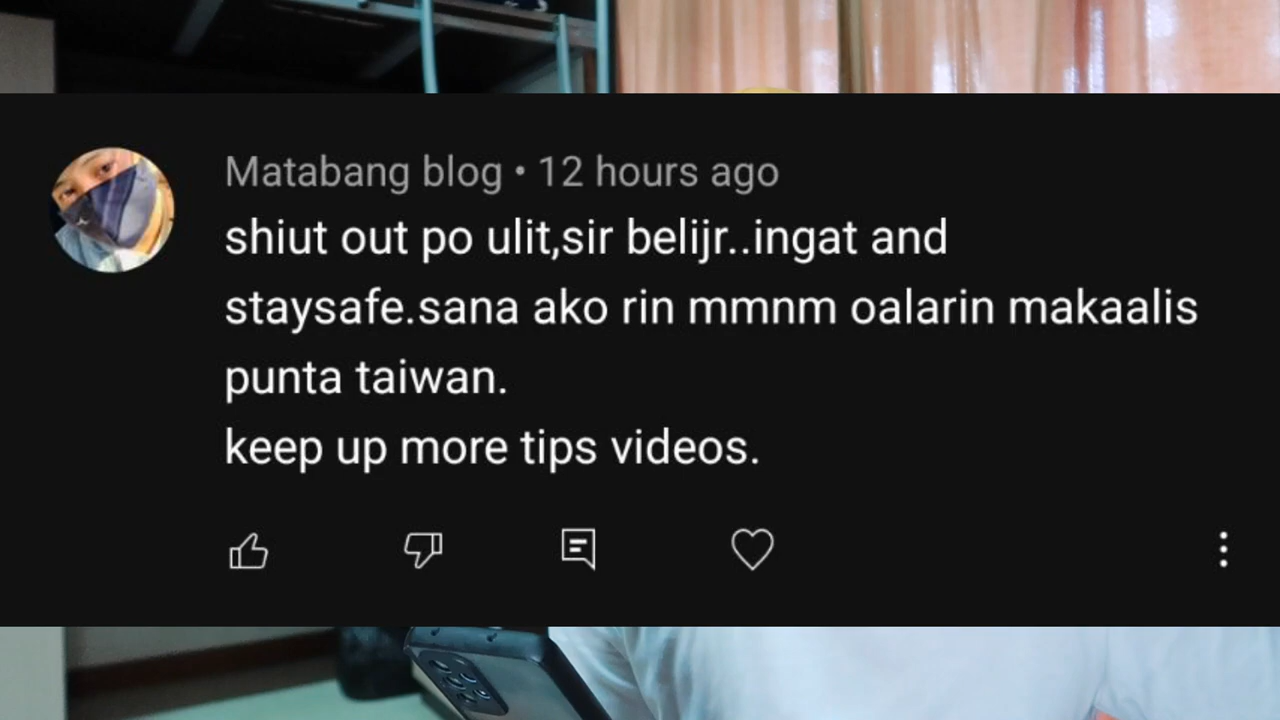 Matabang blog • 12 hours ago
shiut out po ulit,sir belijr..ingat and
staysafe.sana ako rin mmnm oalarin makaalis
punta taiwan.
keep up more tips videos.